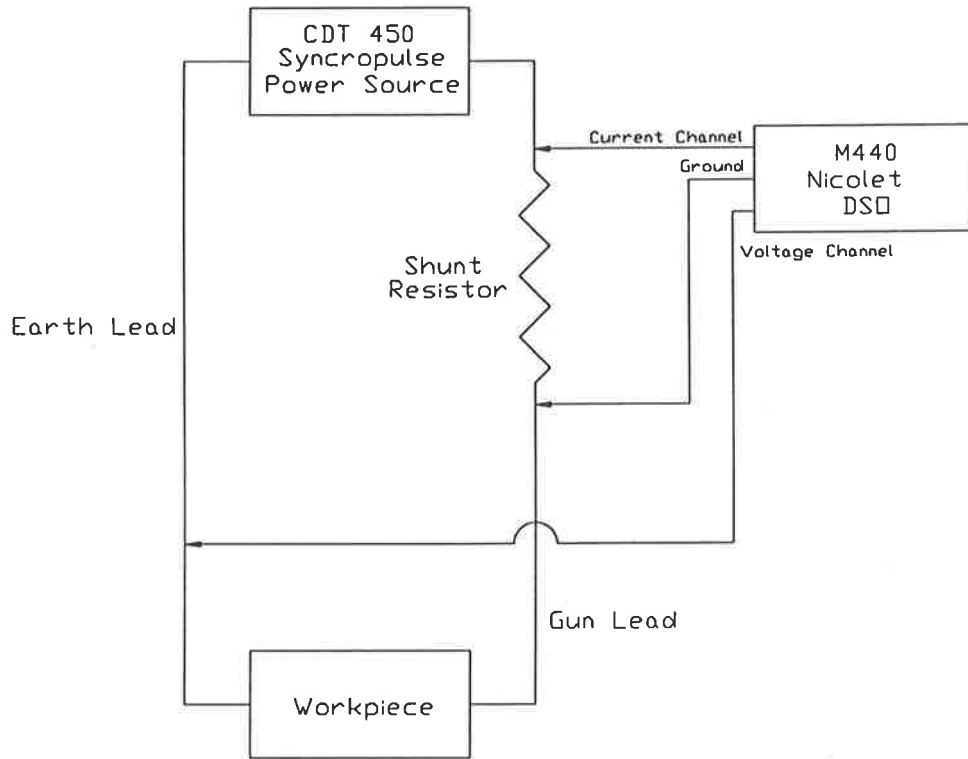 CDT 450
Syncropulse
Power Source
Current Channel
Ground
M440
Nicolet
DSO
Voltage Channel
Shunt
Resistor
Earth Lead
Gun Lead
Workpiece